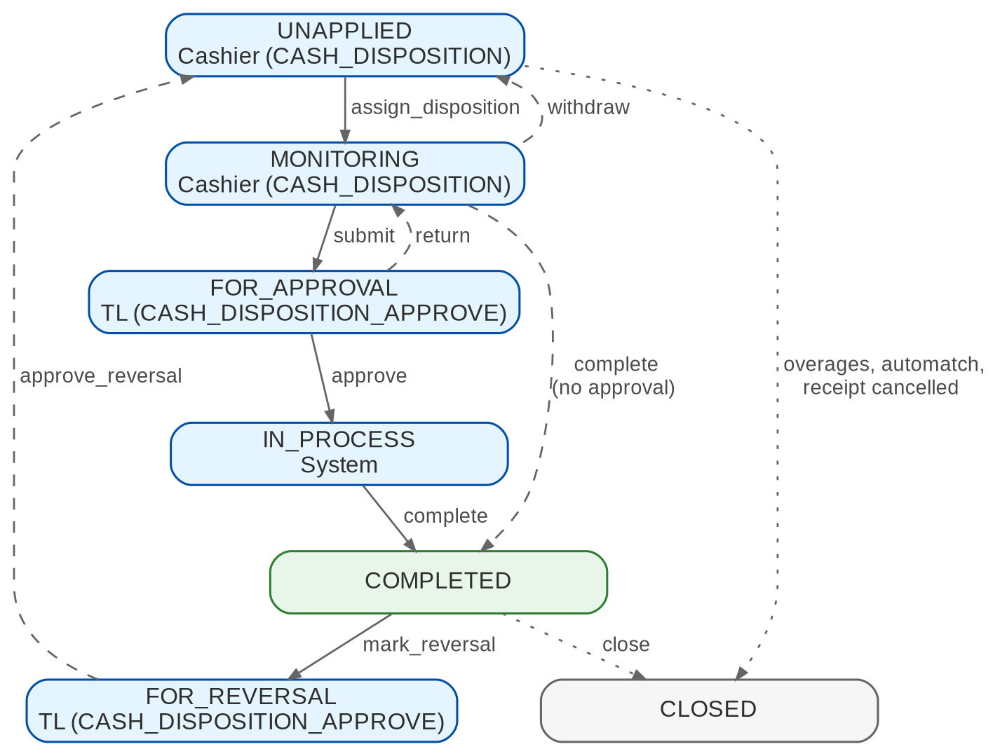 UNAPPLIED
Cashier (CASH_DISPOSITION)
assign_disposition
withdraw
MONITORING
Cashier (CASH_DISPOSITION)
submit
return
FOR_APPROVAL
TL (CASH_DISPOSITION_APPROVE)
approve_reversal
approve
complete
(no approval)
overages, automatch,
receipt cancelled
IN_PROCESS
System
complete
COMPLETED
mark_reversal
close
FOR_REVERSAL
TL (CASH_DISPOSITION_APPROVE)
CLOSED